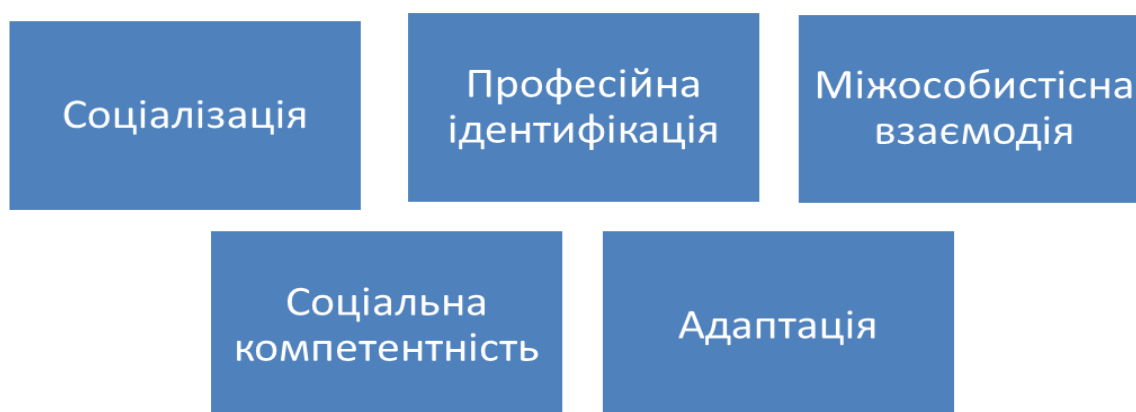 Соціалізація
Професійна
ідентифікація
Міжособистісна
взаємодія
Соціальна
компетентність
Адаптація